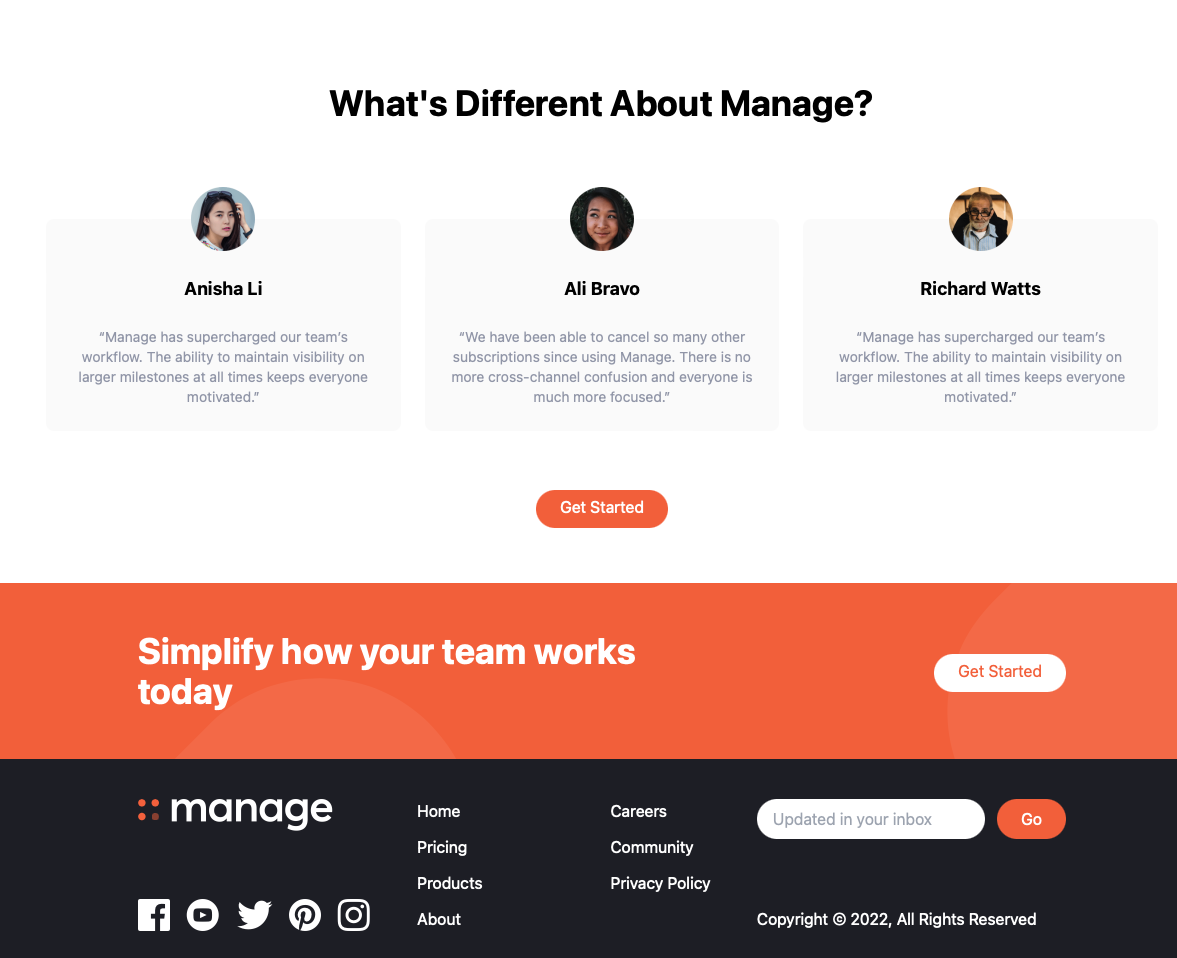 What's Different About Manage?
Anisha Li
“Manage has supercharged our team’s
workflow. The ability to maintain visibility on
larger milestones at all times keeps everyone
motivated.”
Ali Bravo
“We have been able to cancel so many other
subscriptions since using Manage. There is no
more cross-channel confusion and everyone is
much more focused.”
Richard Watts
“Manage has supercharged our team’s
workflow. The ability to maintain visibility on
larger milestones at all times keeps everyone
motivated.”
Get Started
Simplify how your team works
today
Get Started
manage
Home
Pricing
Products
About
Careers
Community
Privacy Policy
Updated in your inbox
Go
Copyright © 2022, All Rights Reserved